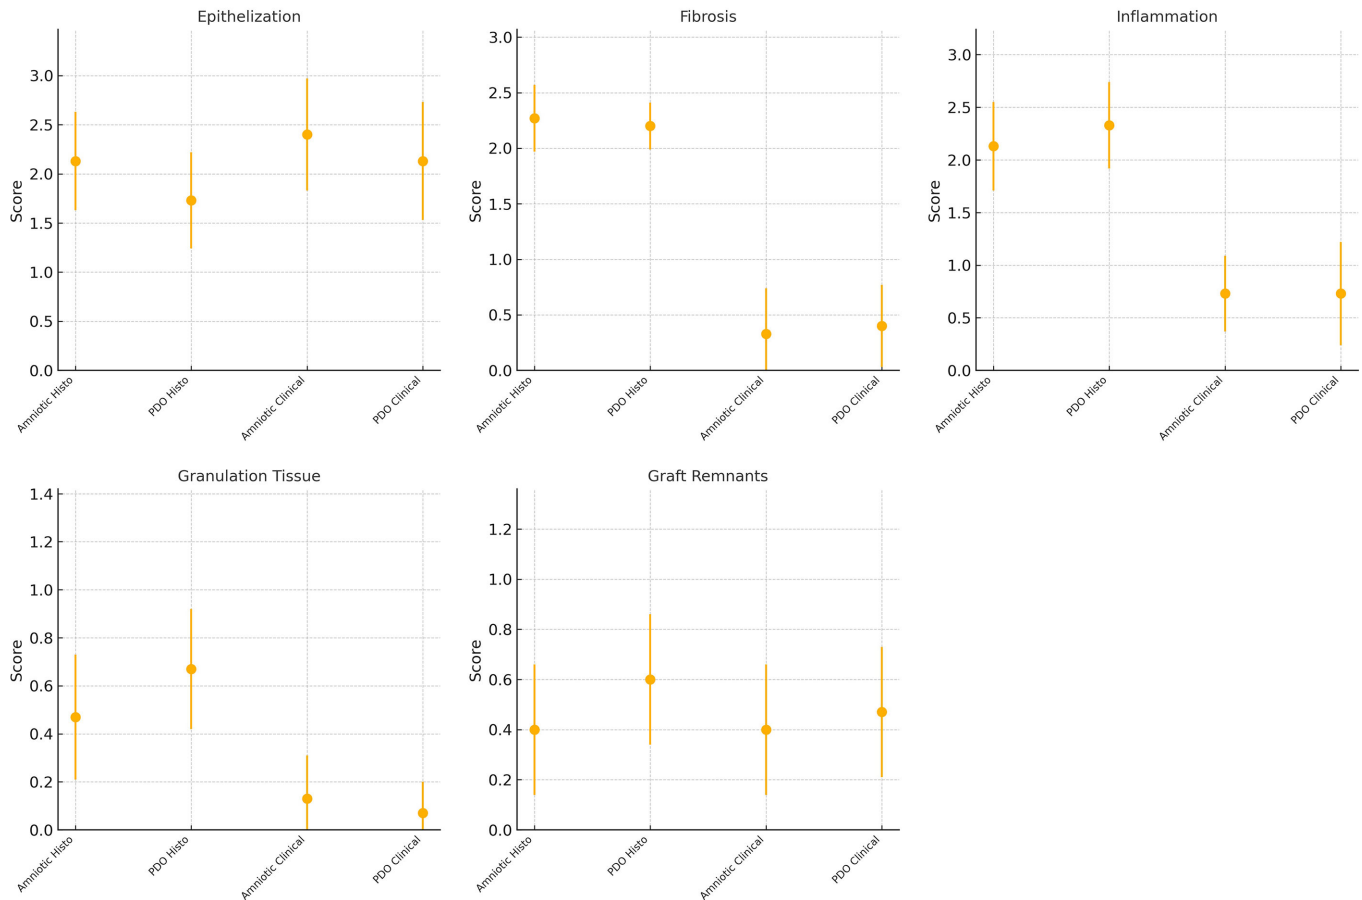 Epithelization
Score
3.0
2.5
2.0
1.5
1.0
0.5
0.0
Amniotic Histo
PDO Histo
Amniotic Clinical
PDO Clinical
Fibrosis
Score
3.0
2.5
2.0
1.5
1.0
0.5
0.0
Amniotic Histo
PDO Histo
Amniotic Clinical
PDO Clinical
Inflammation
Score
3.0
2.5
2.0
1.5
1.0
0.5
0.0
Amniotic Histo
PDO Histo
Amniotic Clinical
PDO Clinical
Granulation Tissue
Score
1.4
1.2
1.0
0.8
0.6
0.4
0.2
0.0
Amniotic Histo
PDO Histo
Amniotic Clinical
PDO Clinical
Graft Remnants
Score
1.2
1.0
0.8
0.6
0.4
0.2
0.0
Amniotic Histo
PDO Histo
Amniotic Clinical
PDO Clinical